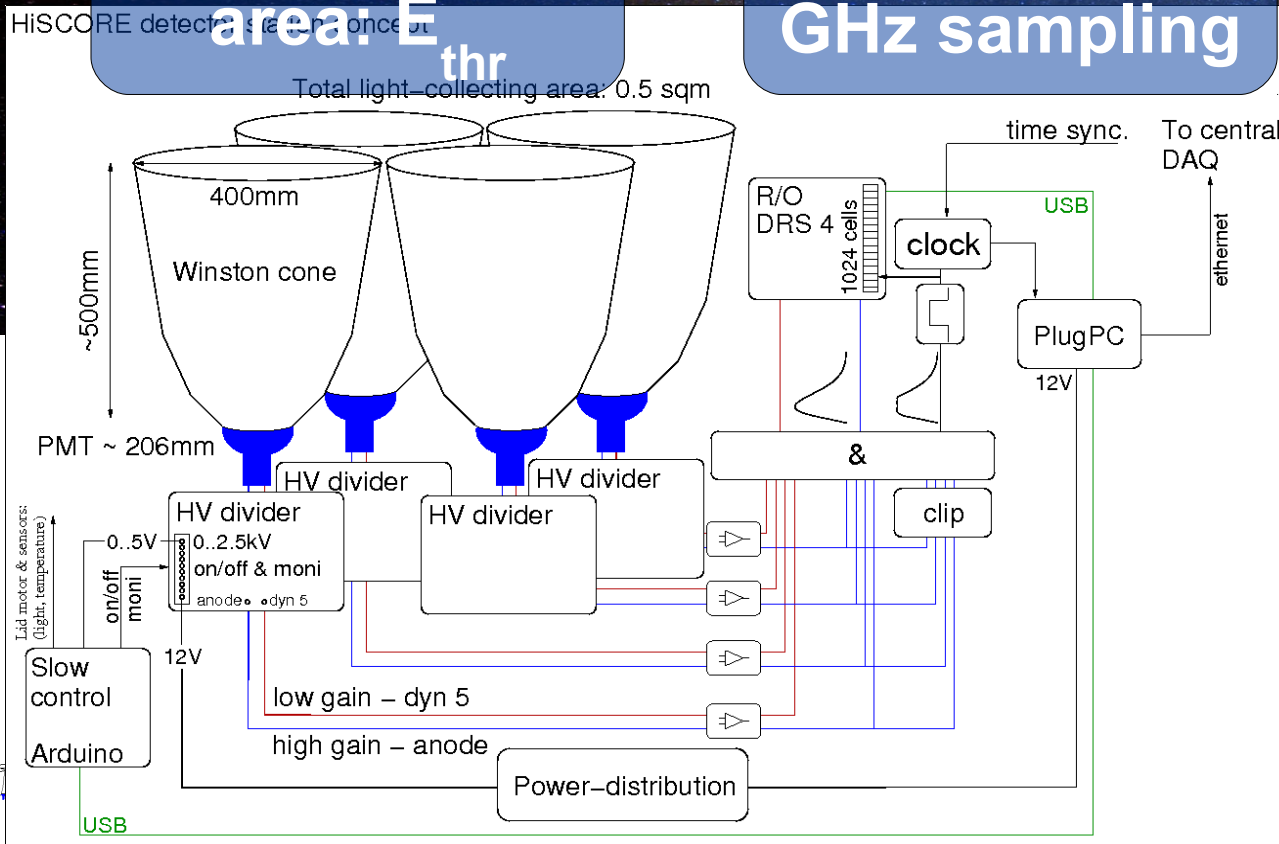 HiSCORE detector station concept
area: E
thr
GHz sampling
Total light–collecting area: 0.5 sqm
time sync.
To central
DAQ
400mm
R/O
DRS 4
1024 cells
USB
clock
ethernet
Winston cone
~500mm
PlugPC
12V
PMT ~ 206mm
&
HV divider
HV divider
HV divider
HV divider
clip
0..5V
0..2.5kV
on/off & moni
anode
dyn 5
on/off
moni
Lid motor & sensors:
(light, temperature)
12V
Slow
control
Arduino
low gain – dyn 5
high gain – anode
Power–distribution
USB